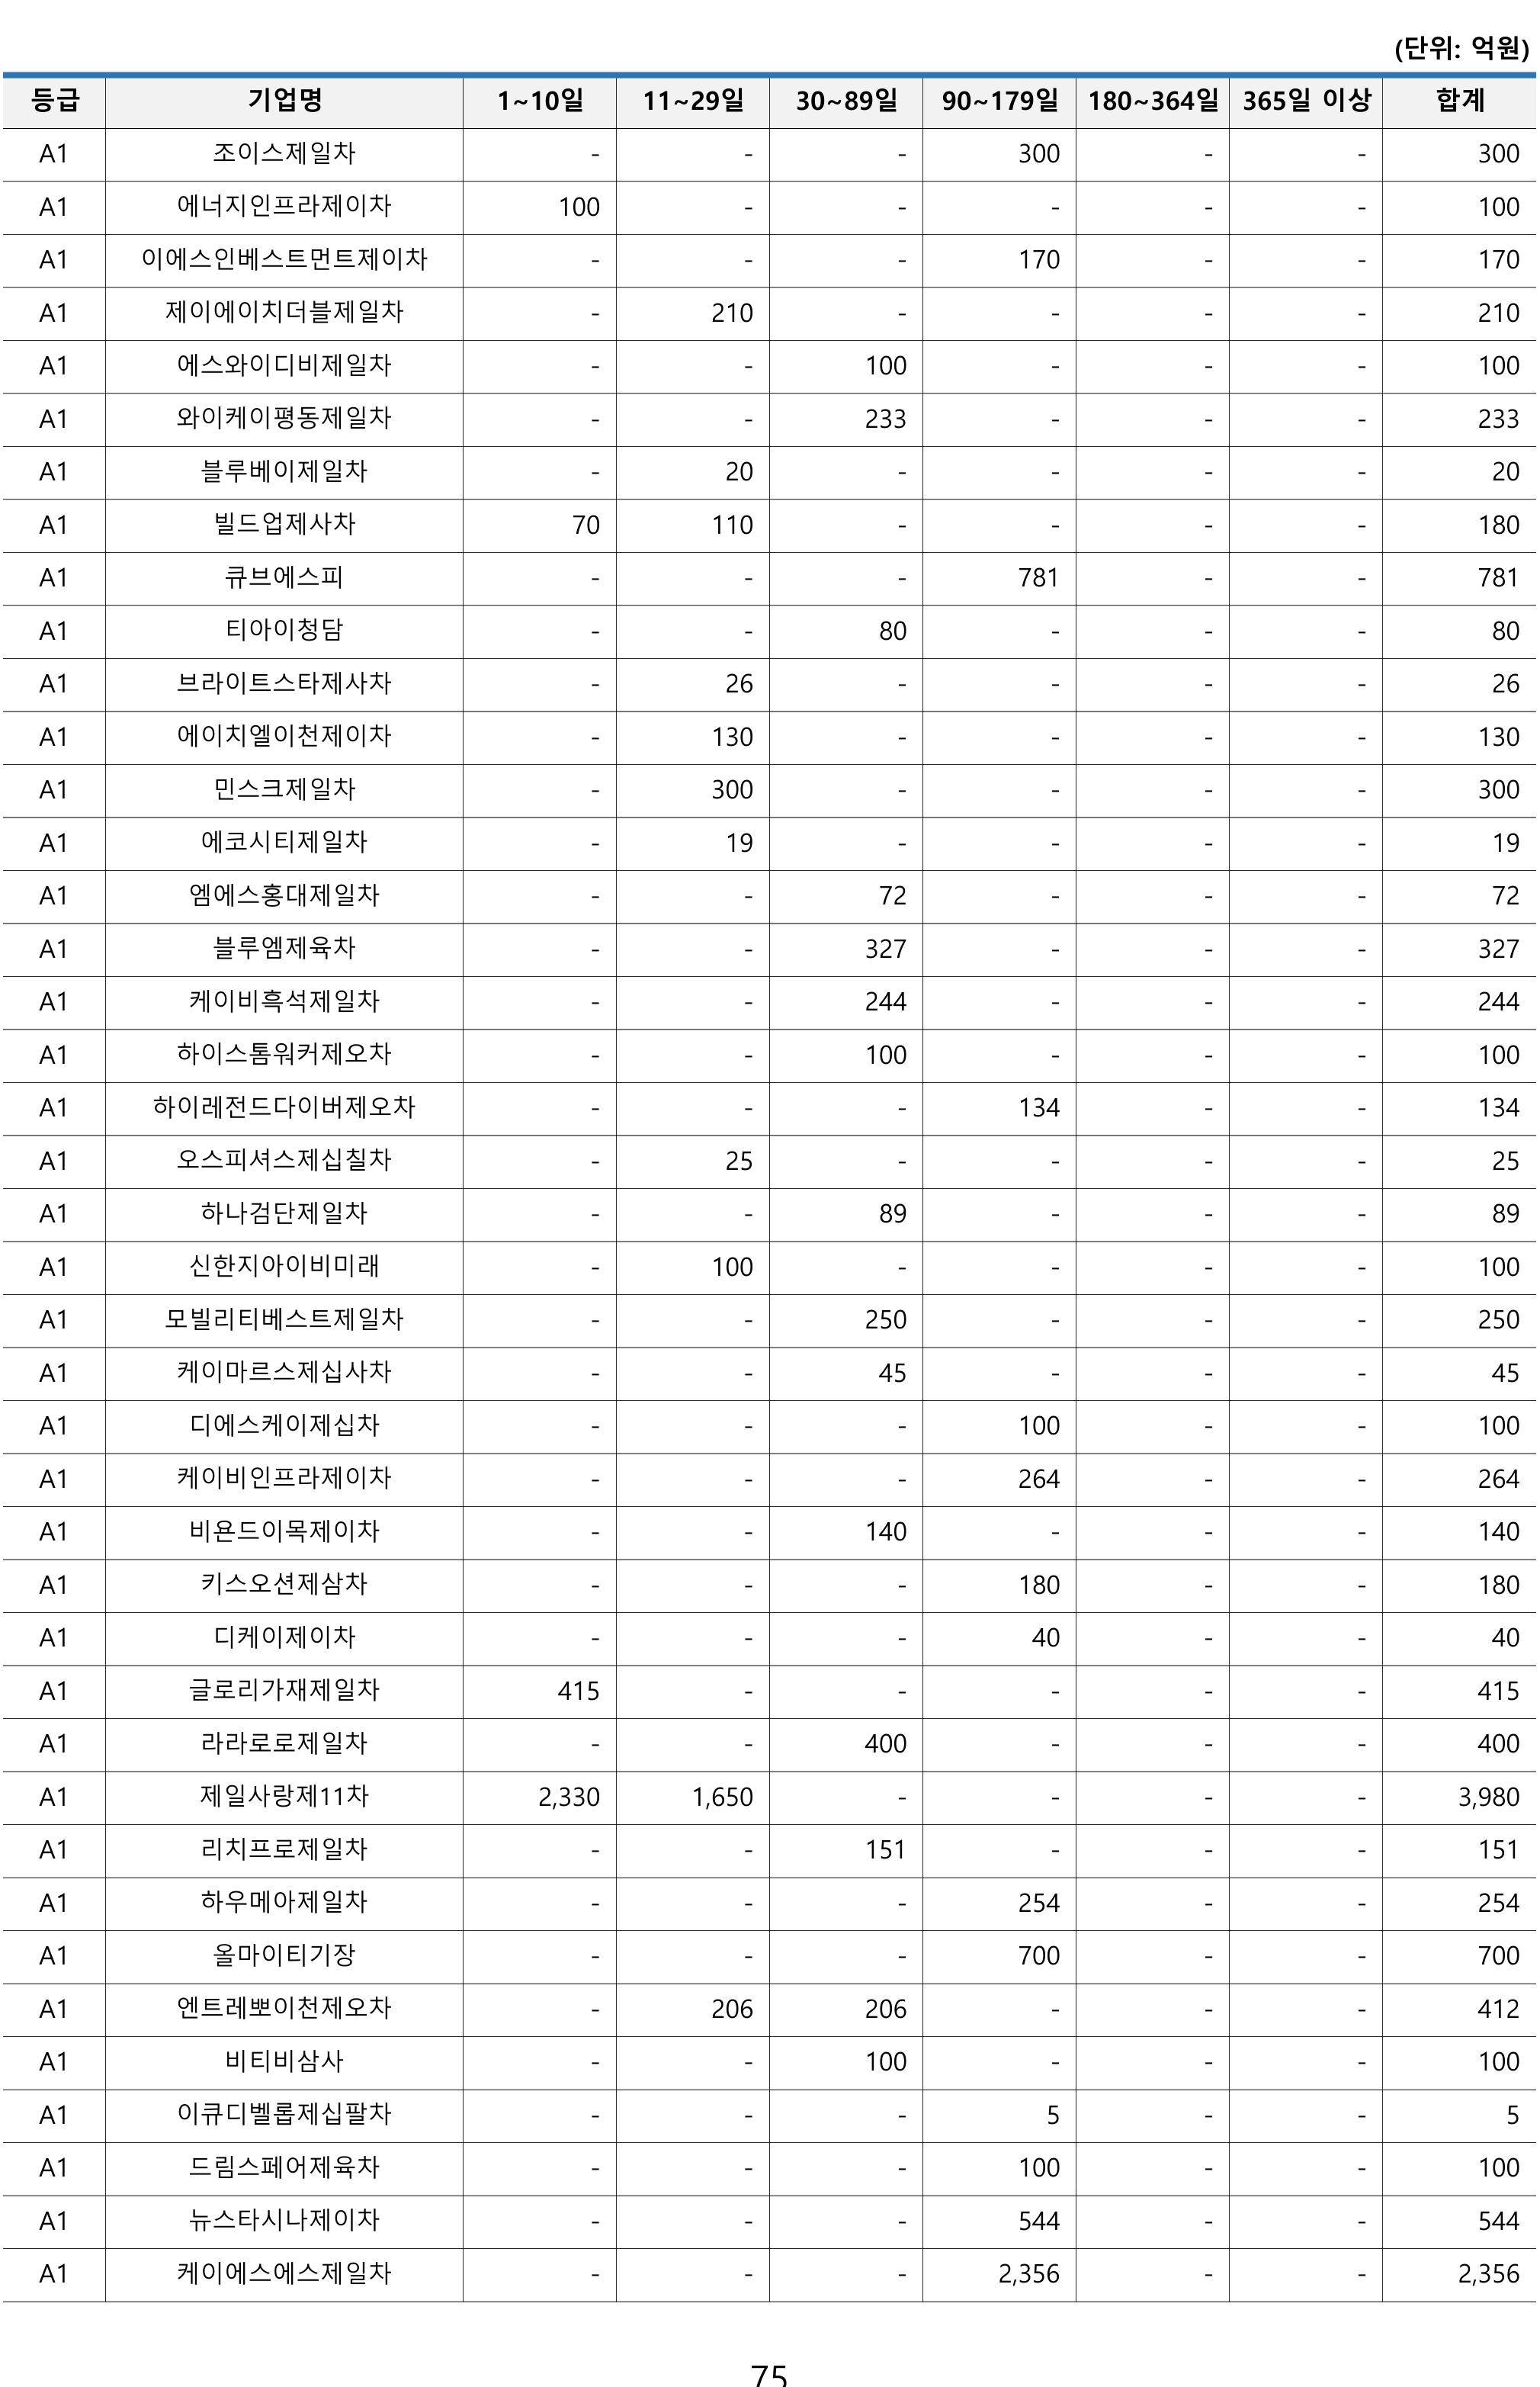 (단위: 억원)
등급 기업명 1~10일 11~29일 30~89일 90~179일 180~364일 365일 이상 합계
A1 조이스제일차 - - - 300 - - 300
A1 에너지인프라제이차 100 - - - - - 100
A1 이에스인베스트먼트제이차 - - - 170 - - 170
A1 제이에이치더블제일차 - 210 - - - - 210
A1 에스와이디비제일차 - - 100 - - - 100
A1 와이케이평동제일차 - - 233 - - - 233
A1 블루베이제일차 - 20 - - - - 20
A1 빌드업제사차 70 110 - - - - 180
A1 큐브에스피 - - - 781 - - 781
A1 티아이청담 - - 80 - - - 80
A1 브라이트스타제사차 - 26 - - - - 26
A1 에이치엘이천제이차 - 130 - - - - 130
A1 민스크제일차 - 300 - - - - 300
A1 에코시티제일차 - 19 - - - - 19
A1 엠에스홍대제일차 - - 72 - - - 72
A1 블루엠제육차 - - 327 - - - 327
A1 케이비흑석제일차 - - 244 - - - 244
A1 하이스톰워커제오차 - - 100 - - - 100
A1 하이레전드다이버제오차 - - - 134 - - 134
A1 오스피셔스제십칠차 - 25 - - - - 25
A1 하나검단제일차 - - 89 - - - 89
A1 신한지아이비미래 - 100 - - - - 100
A1 모빌리티베스트제일차 - - 250 - - - 250
A1 케이마르스제십사차 - - 45 - - - 45
A1 디에스케이제십차 - - - 100 - - 100
A1 케이비인프라제이차 - - - 264 - - 264
A1 비욘드이목제이차 - - 140 - - - 140
A1 키스오션제삼차 - - - 180 - - 180
A1 디케이제이차 - - - 40 - - 40
A1 글로리가재제일차 415 - - - - - 415
A1 라라로로제일차 - - 400 - - - 400
A1 제일사랑제11차 2,330 1,650 - - - - 3,980
A1 리치프로제일차 - - 151 - - - 151
A1 하우메아제일차 - - - 254 - - 254
A1 올마이티기장 - - - 700 - - 700
A1 엔트레뽀이천제오차 - 206 206 - - - 412
A1 비티비삼사 - - 100 - - - 100
A1 이큐디벨롭제십팔차 - - - 5 - - 5
A1 드림스페어제육차 - - - 100 - - 100
A1 뉴스타시나제이차 - - - 544 - - 544
A1 케이에스에스제일차 - - - 2,356 - - 2,356
75